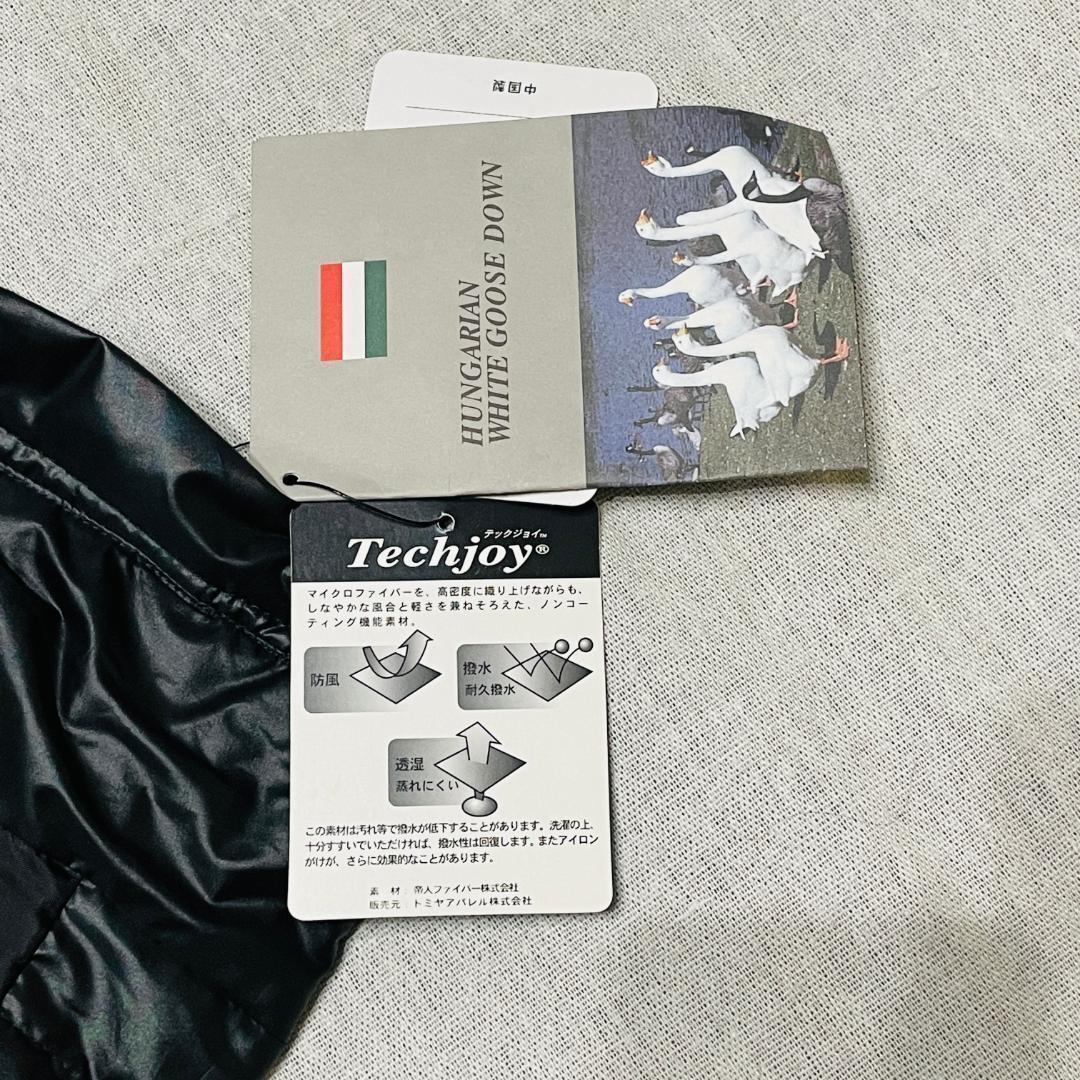 中国製
HUNGARIAN
WHITE GOOSE DOWN
テックジョイ™
Techjoy®
マイクロファイバーを、高密度に織り上げながらも、
しなやかな風合と軽さを兼ねそろえた、ノンコー
ティング機能素材。
防風
撥水
耐久撥水
透湿
蒸れにくい
この素材は汚れ等で撥水が低下することがあります。洗濯の上、
十分すすいでいただければ、撥水性は回復します。またアイロン
がけが、さらに効果的なことがあります。
素 材: 帝人ファイバー株式会社
販売元: トミヤアパレル株式会社